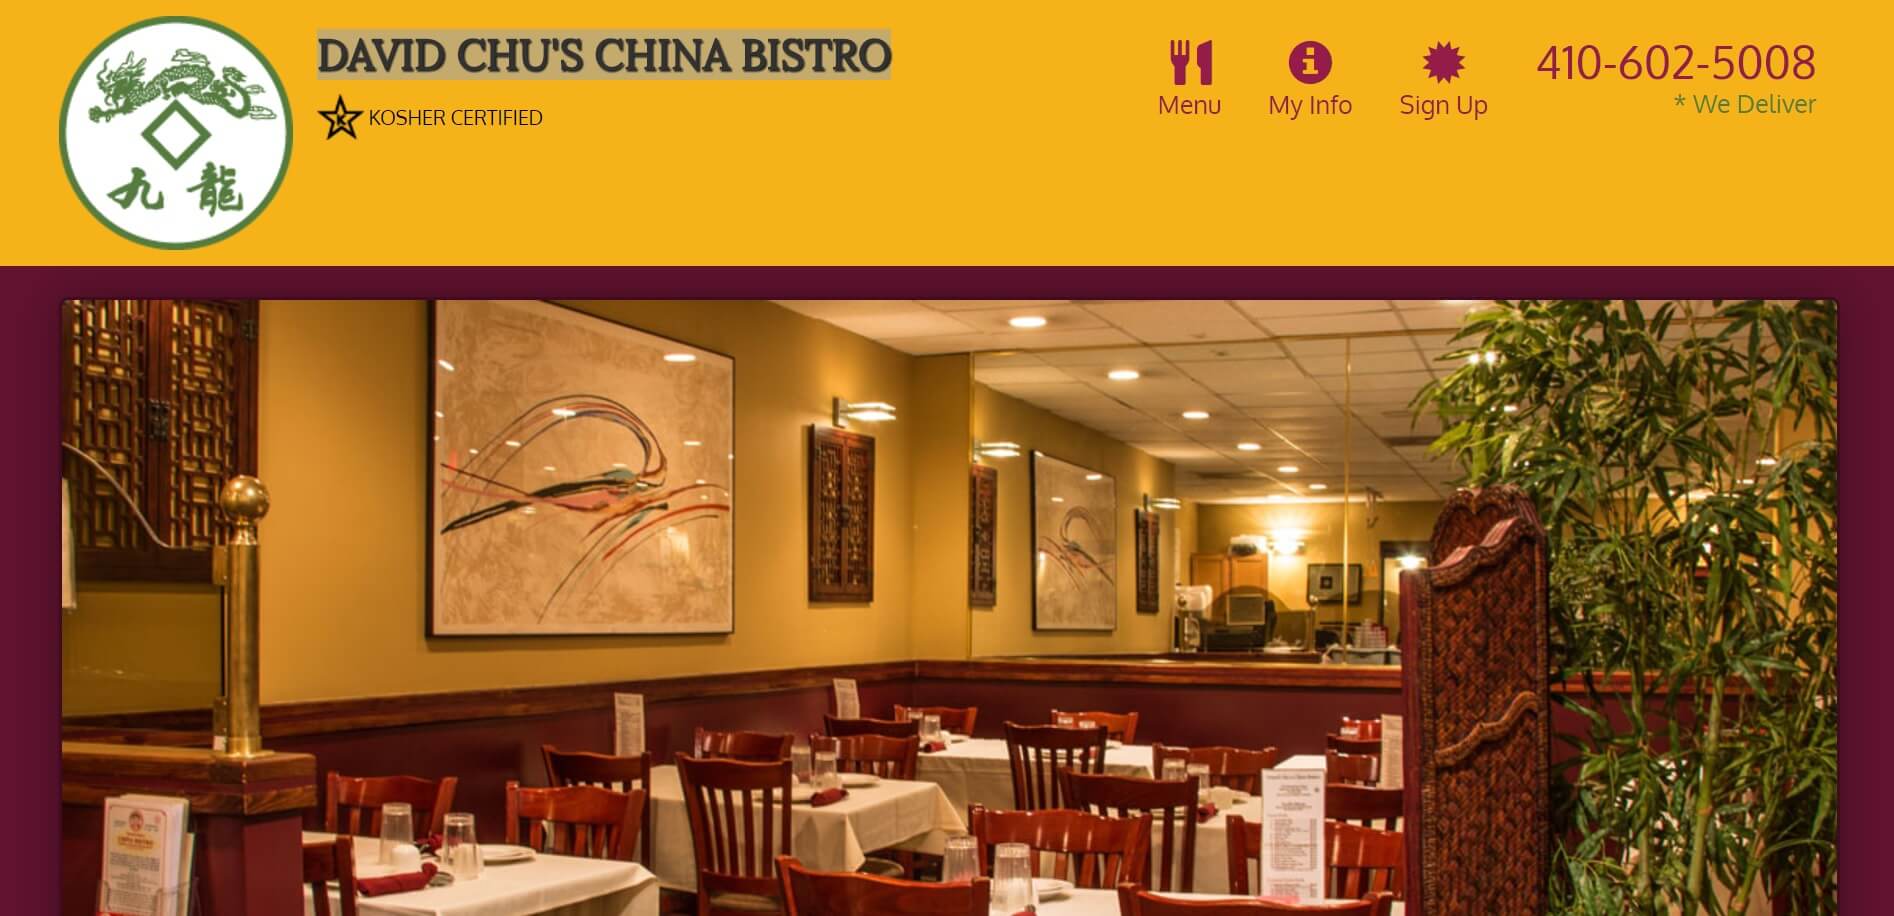 DAVID CHU'S CHINA BISTRO
K
KOSHER CERTIFIED
九龍
Menu
My Info
Sign Up
410-602-5008
* We Deliver